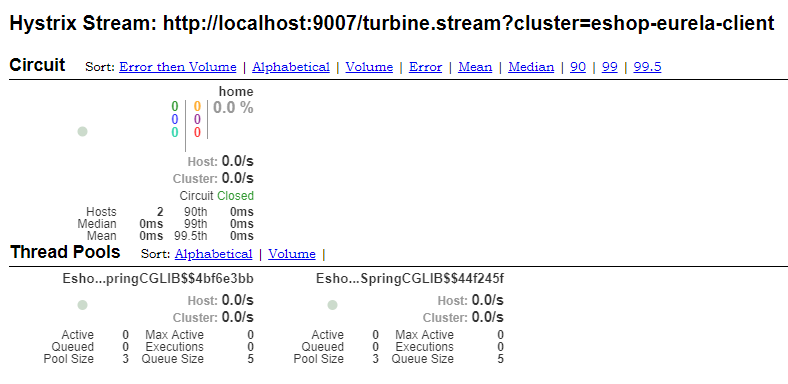 Hystrix Stream: http://localhost:9007/turbine.stream?cluster=eshop-eurela-client
Circuit Sort: Error then Volume | Alphabetical | Volume | Error | Mean | Median | 90 | 99 | 99.5
home
0 0 0.0 %
0 0
0 0
Host: 0.0/s
Cluster: 0.0/s
Circuit Closed
Hosts 2 90th 0ms
Median 0ms 99th 0ms
Mean 0ms 99.5th 0ms
Thread Pools Sort: Alphabetical | Volume |
Esho...pringCGLIB$$4bf6e3bb Esho...SpringCGLIB$$44f245f
Host: 0.0/s Host: 0.0/s
Cluster: 0.0/s Cluster: 0.0/s
Active 0 Max Active 0 Active 0 Max Active 0
Queued 0 Executions 0 Queued 0 Executions 0
Pool Size 3 Queue Size 5 Pool Size 3 Queue Size 5